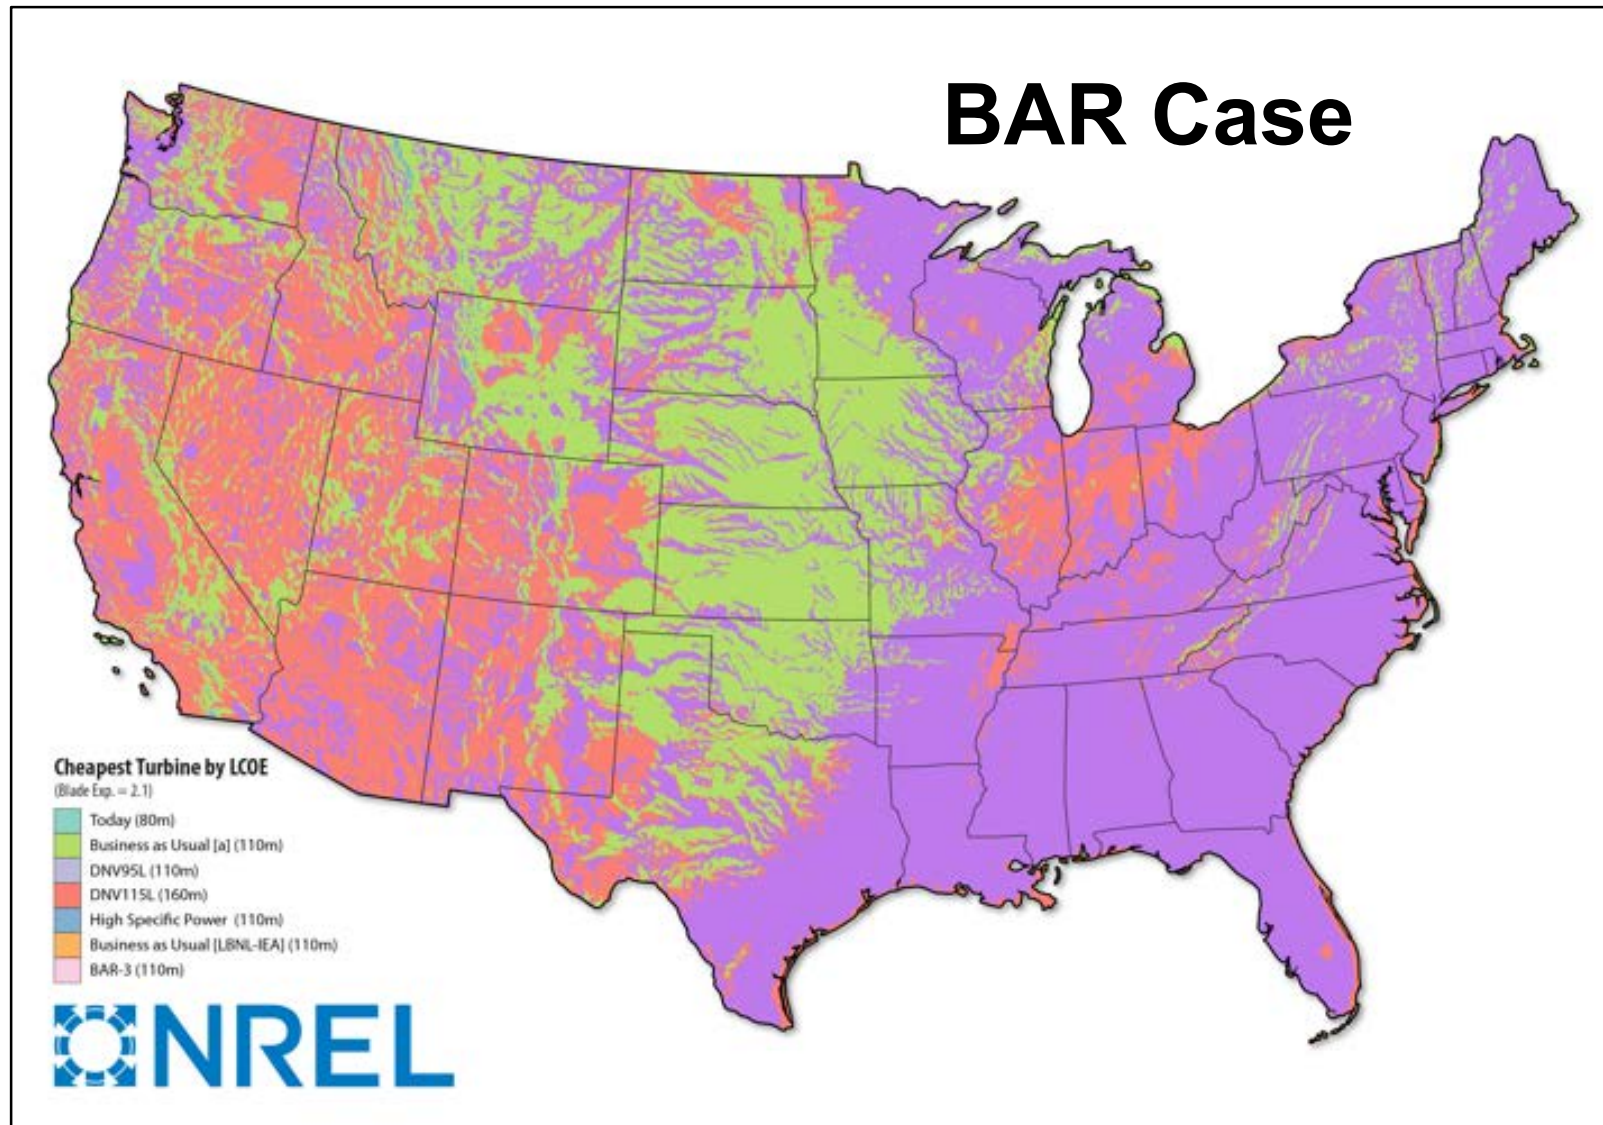 BAR Case
Cheapest Turbine by LCOE
(Blade Exp. = 2.1)
Today (80m)
Business as Usual [a] (110m)
DNV95L (110m)
DNV115L (160m)
High Specific Power (110m)
Business as Usual [LBNL-IEA] (110m)
BAR-3 (110m)
NREL